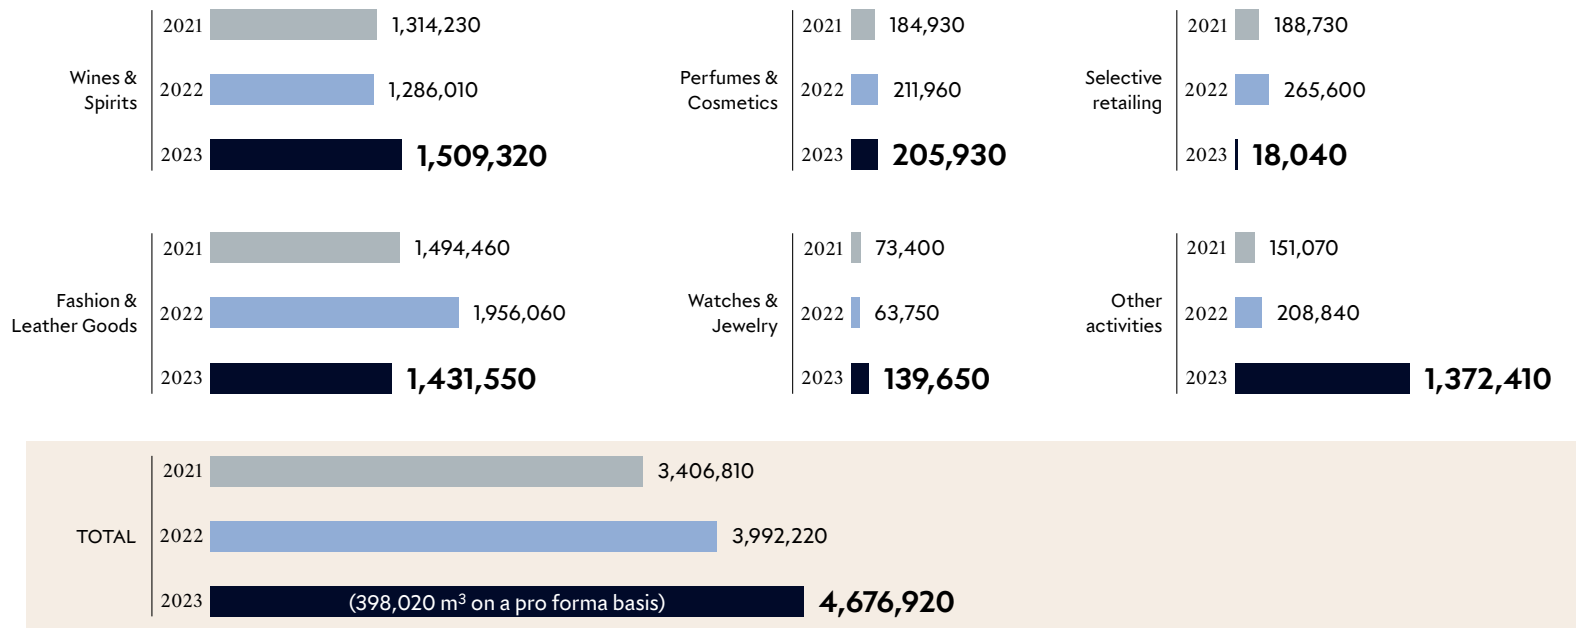 Wines &
Spirits
2021 1,314,230
2022 1,286,010
2023 1,509,320
Perfumes &
Cosmetics
2021 184,930
2022 211,960
2023 205,930
Selective
retailing
2021 188,730
2022 265,600
2023 18,040
Fashion &
Leather Goods
2021 1,494,460
2022 1,956,060
2023 1,431,550
Watches &
Jewelry
2021 73,400
2022 63,750
2023 139,650
Other
activities
2021 151,070
2022 208,840
2023 1,372,410
TOTAL
2021 3,406,810
2022 3,992,220
2023 (398,020 m³ on a pro forma basis) 4,676,920